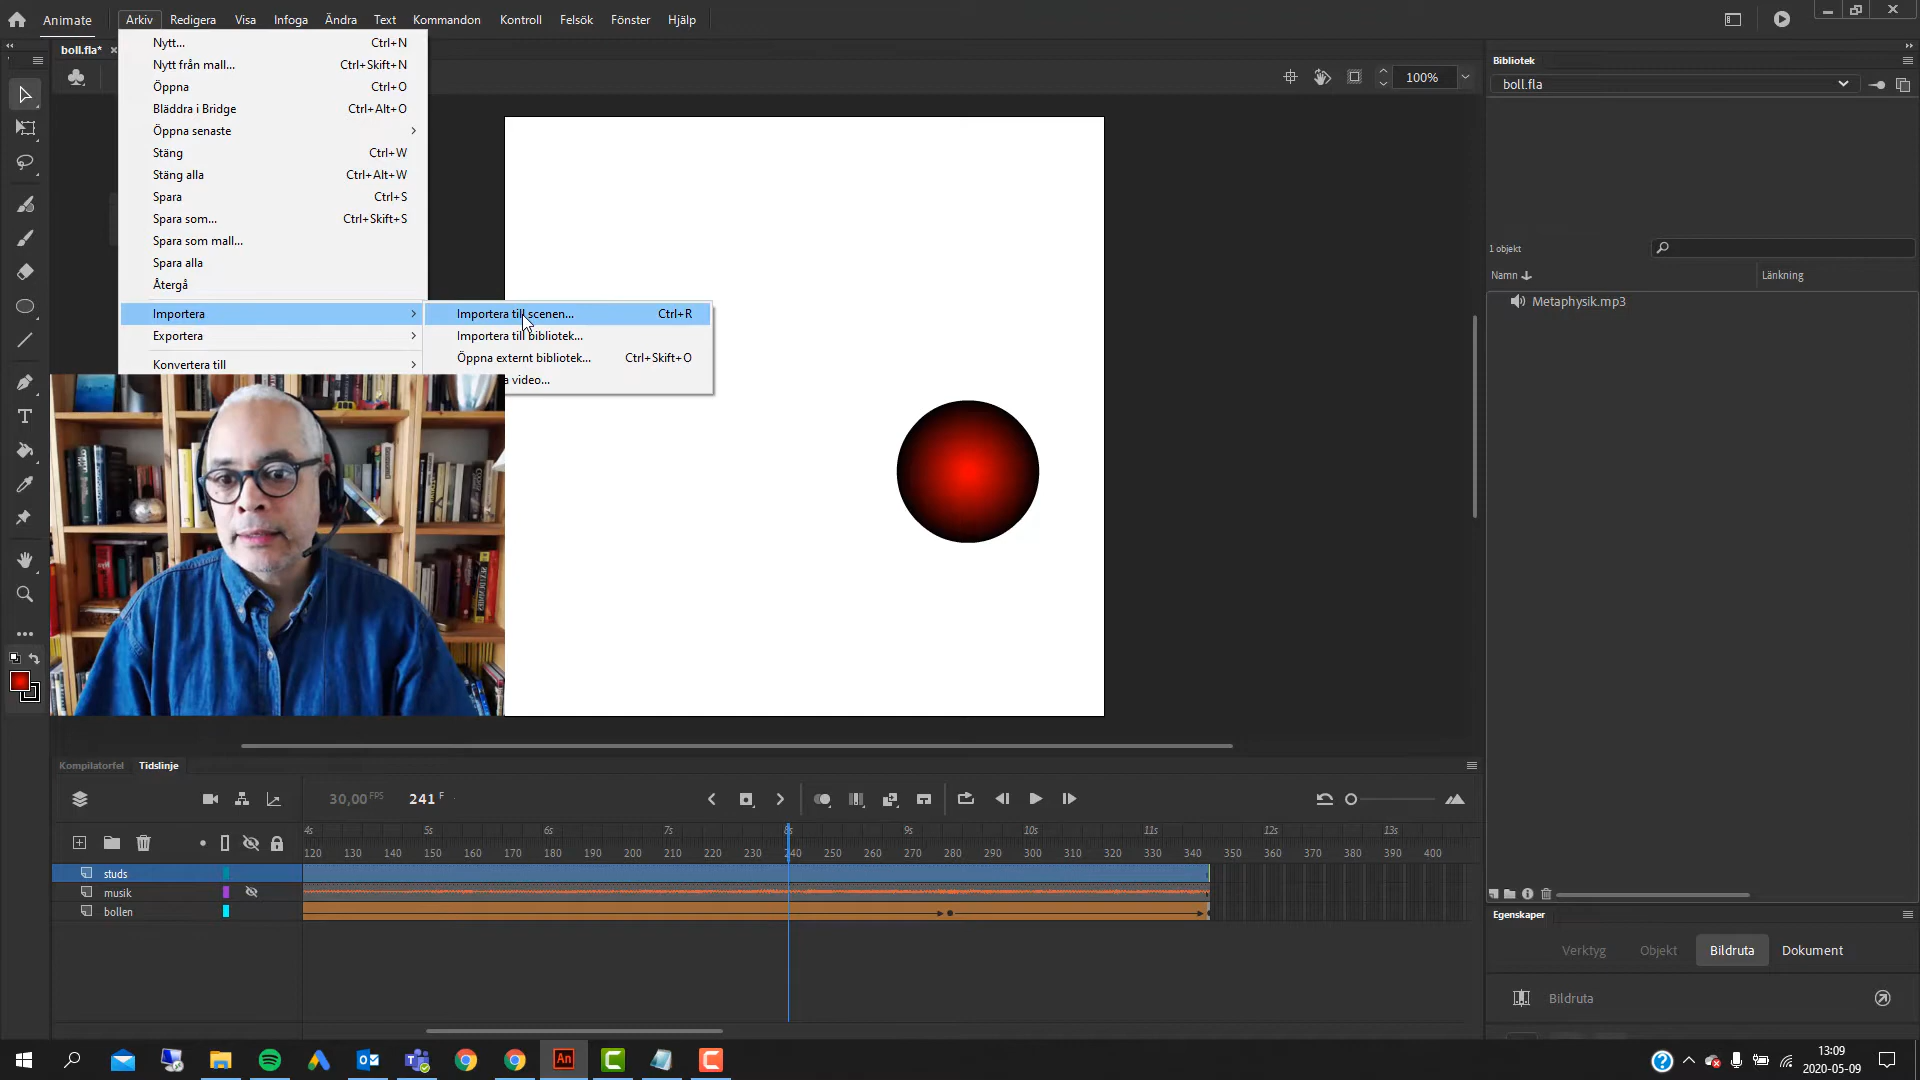 Animate Arkiv Redigera Visa Infoga Ändra Text Kommandon Kontroll Felsök Fönster Hjälp
boll.fla*
100%
Nytt... Ctrl+N
Nytt från mall... Ctrl+Skift+N
Öppna Ctrl+O
Bläddra i Bridge Ctrl+Alt+O
Öppna senaste
Stäng Ctrl+W
Stäng alla Ctrl+Alt+W
Spara Ctrl+S
Spara som... Ctrl+Skift+S
Spara som mall...
Spara alla
Återgå
Importera
Exportera
Konvertera till
Importera till scenen... Ctrl+R
Importera till bibliotek...
Öppna externt bibliotek... Ctrl+Skift+O
video...
Bibliotek
boll.fla
1 objekt
Namn Länkning
Metaphysik.mp3
Kompilatorfel Tidslinje
30,00 FPS 241 F
4s 5s 6s 7s 8s 9s 10s 11s 12s 13s
120 130 140 150 160 170 180 190 200 210 220 230 240 250 260 270 280 290 300 310 320 330 340 350 360 370 380 390 400
studs
musik
bollen
Egenskaper
Verktyg Objekt Bildruta Dokument
Bildruta
An
13:09
2020-05-09